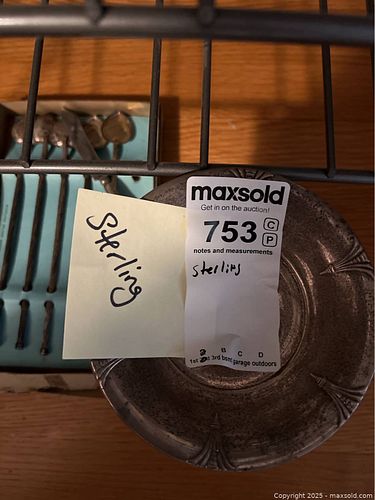 Sterling
maxsold
Get in on the auction!
753
C
P
notes and measurements
sterling
B C D
3rd bsmt garage outdoors
Copyright 2025 - maxsold.com